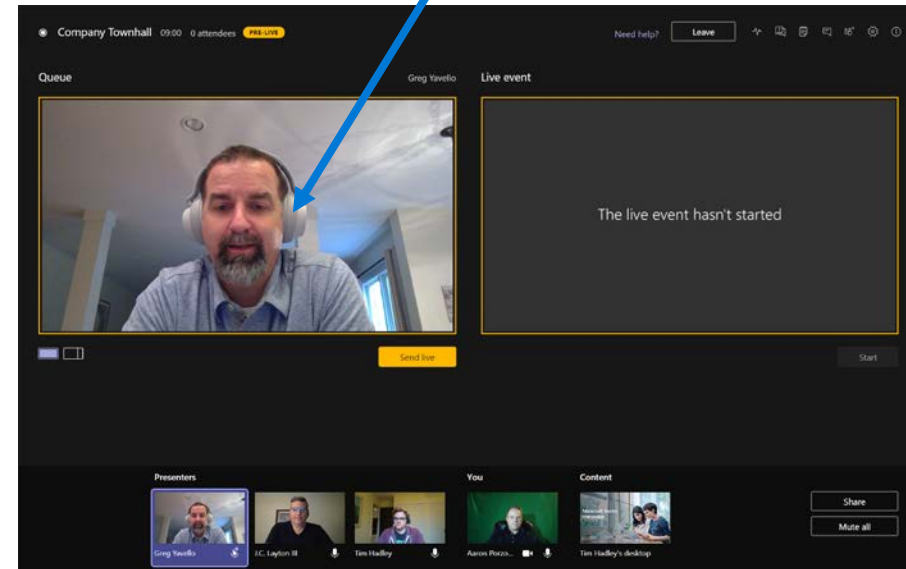 Company Townhall 09:00 0 attendees PRE-LIVE
Need help? Leave
Queue Greg Yavello
Live event
The live event hasn't started
Send live
Start
Presenters
You
Content
Greg Yavello
J.C. Layton III
Tim Hadley
Aaron Porzo...
Tim Hadley's desktop
Share
Mute all